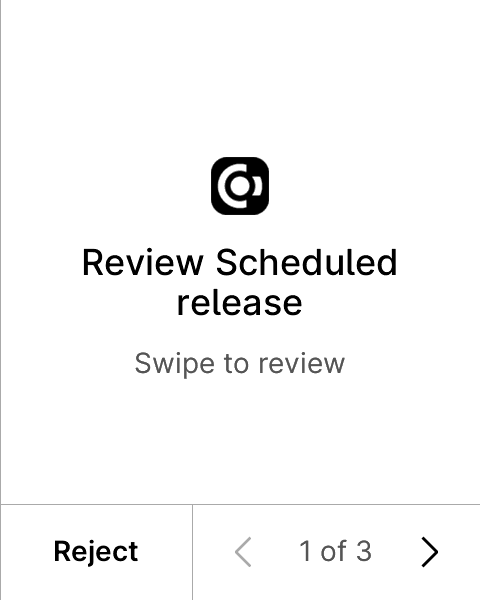 Review Scheduled
release
Swipe to review
Reject
1 of 3